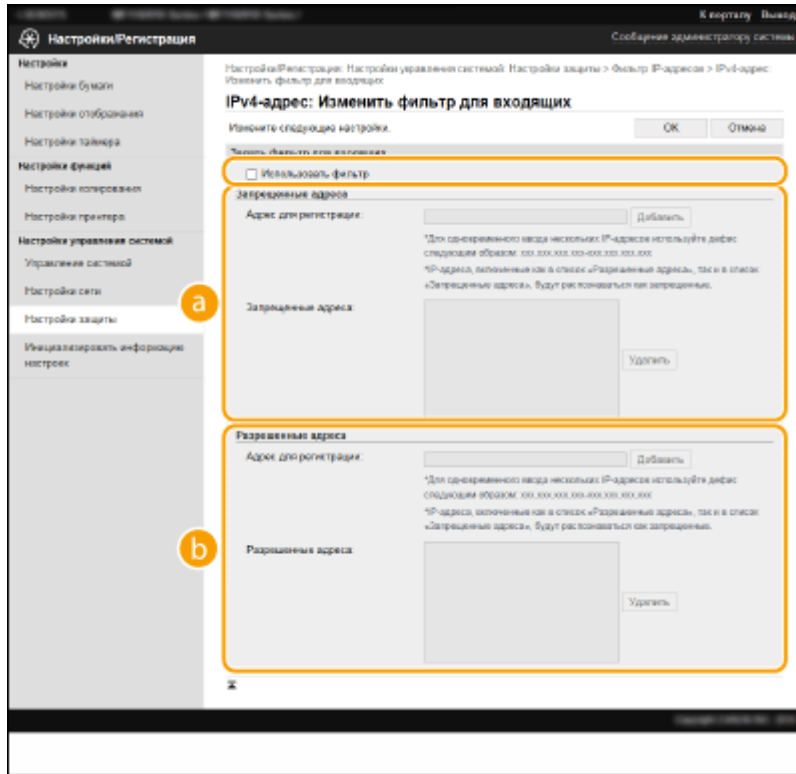 К порталу Выход
Настройки/Регистрация
Сообщение администратору системы
Настройки
Настройки бумаги
Настройки отображения
Настройки таймера
Настройки функций
Настройки копирования
Настройки принтера
Настройки управления системой
Управление системой
Настройки сети
Настройки защиты
Инициализировать информацию
настроек
Настройки/Регистрация: Настройки управления системой: Настройки защиты > Фильтр IP-адресов > IPv4-адрес:
Изменить фильтр для входящих
IPv4-адрес: Изменить фильтр для входящих
Измените следующие настройки.
OK
Отмена
фильтр для входящих
Использовать фильтр
a
Запрещенные адреса
Адрес для регистрации:
Добавить
*Для одновременного ввода нескольких IP-адресов используйте дефис
следующим образом: xxx.xxx.xxx.xxx-xxx.xxx.xxx.xxx
*IP-адреса, включенные как в список «Разрешенные адреса», так и в список
«Запрещенные адреса», будут распознаваться как запрещенные.
Запрещенные адреса:
Удалить
b
Разрешенные адреса
Адрес для регистрации:
Добавить
*Для одновременного ввода нескольких IP-адресов используйте дефис
следующим образом: xxx.xxx.xxx.xxx-xxx.xxx.xxx.xxx
*IP-адреса, включенные как в список «Разрешенные адреса», так и в список
«Запрещенные адреса», будут распознаваться как запрещенные.
Разрешенные адреса:
Удалить